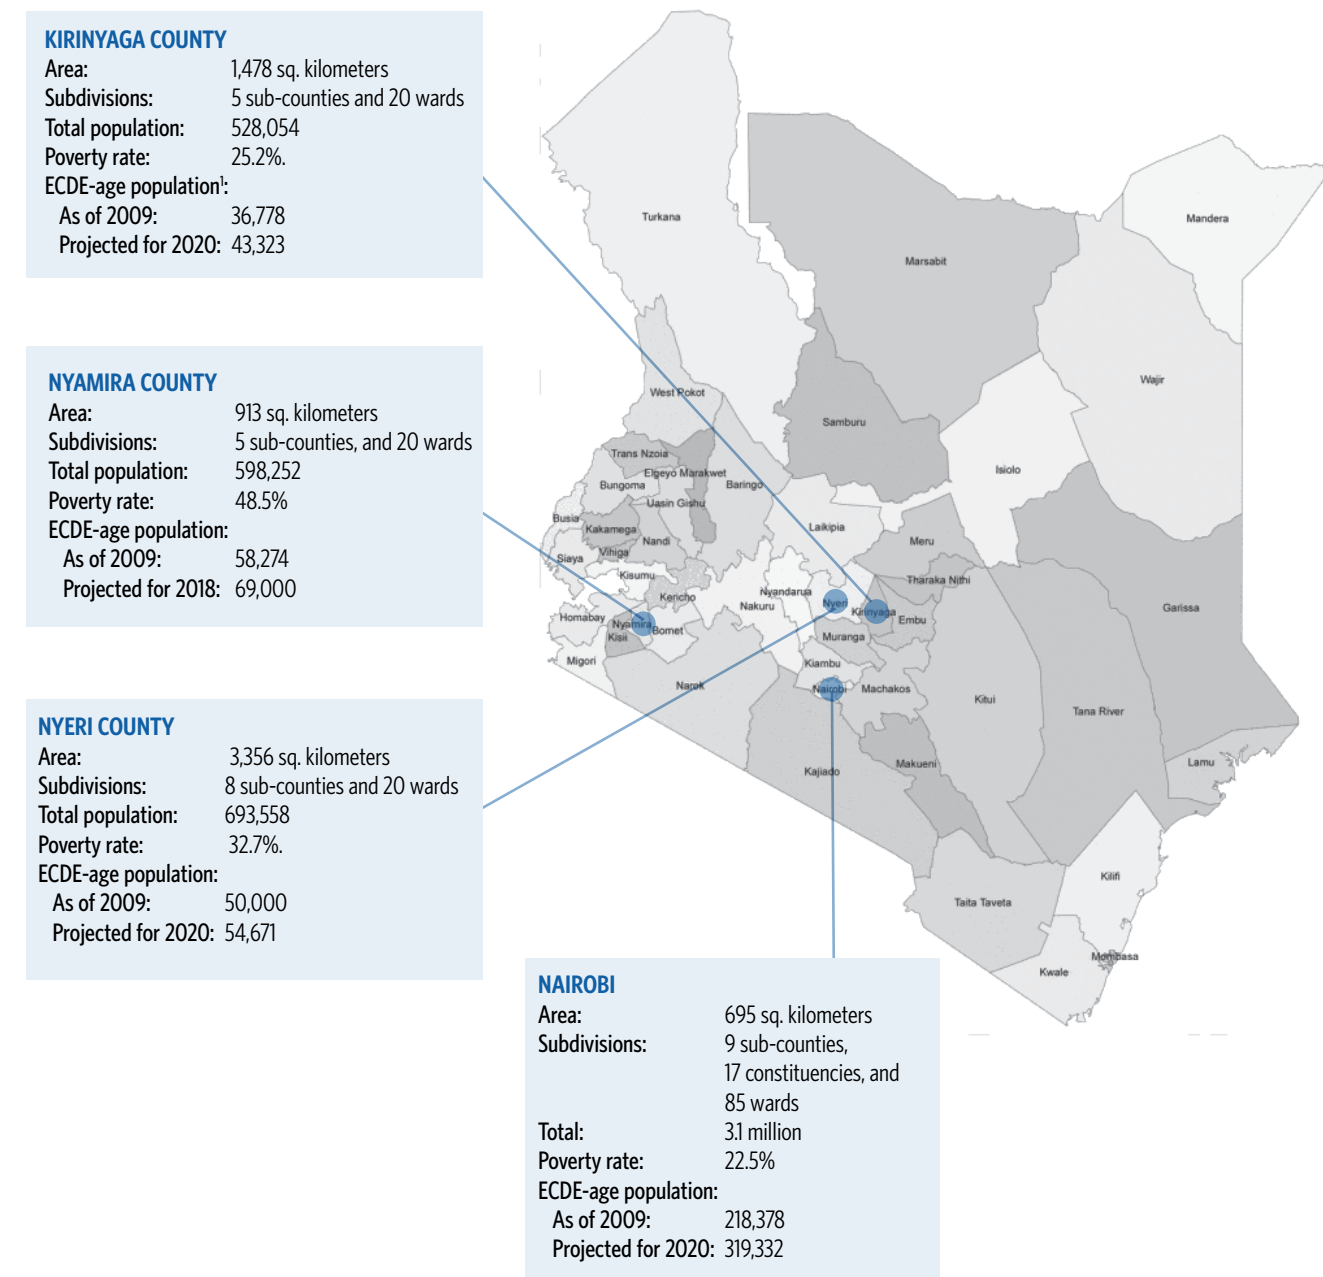 KIRINYAGA COUNTY
Area: 1,478 sq. kilometers
Subdivisions: 5 sub-counties and 20 wards
Total population: 528,054
Poverty rate: 25.2%.
ECDE-age population¹:
As of 2009: 36,778
Projected for 2020: 43,323
NYAMIRA COUNTY
Area: 913 sq. kilometers
Subdivisions: 5 sub-counties, and 20 wards
Total population: 598,252
Poverty rate: 48.5%
ECDE-age population:
As of 2009: 58,274
Projected for 2018: 69,000
NYERI COUNTY
Area: 3,356 sq. kilometers
Subdivisions: 8 sub-counties and 20 wards
Total population: 693,558
Poverty rate: 32.7%.
ECDE-age population:
As of 2009: 50,000
Projected for 2020: 54,671
NAIROBI
Area: 695 sq. kilometers
Subdivisions: 9 sub-counties,
17 constituencies, and
85 wards
Total: 3.1 million
Poverty rate: 22.5%
ECDE-age population:
As of 2009: 218,378
Projected for 2020: 319,332
Turkana
Mandera
Marsabit
Wajir
West Pokot
Samburu
Trans Nzoia
Isiolo
Elgeyo Marakwet
Bungoma
Baringo
Uasin Gishu
Busia
Kakamega
Laikipia
Nandi
Meru
Vihiga
Siaya
Kisumu
Tharaka Nithi
Nyandarua
Kericho
Nyeri
Nakuru
Garissa
Kirinyaga
Homabay
Embu
Nyamira
Bomet
Kisii
Muranga
Migori
Kiambu
Narok
Nairobi
Machakos
Kitui
Tana River
Makueni
Lamu
Kajiado
Kilifi
Taita Taveta
Mombasa
Kwale